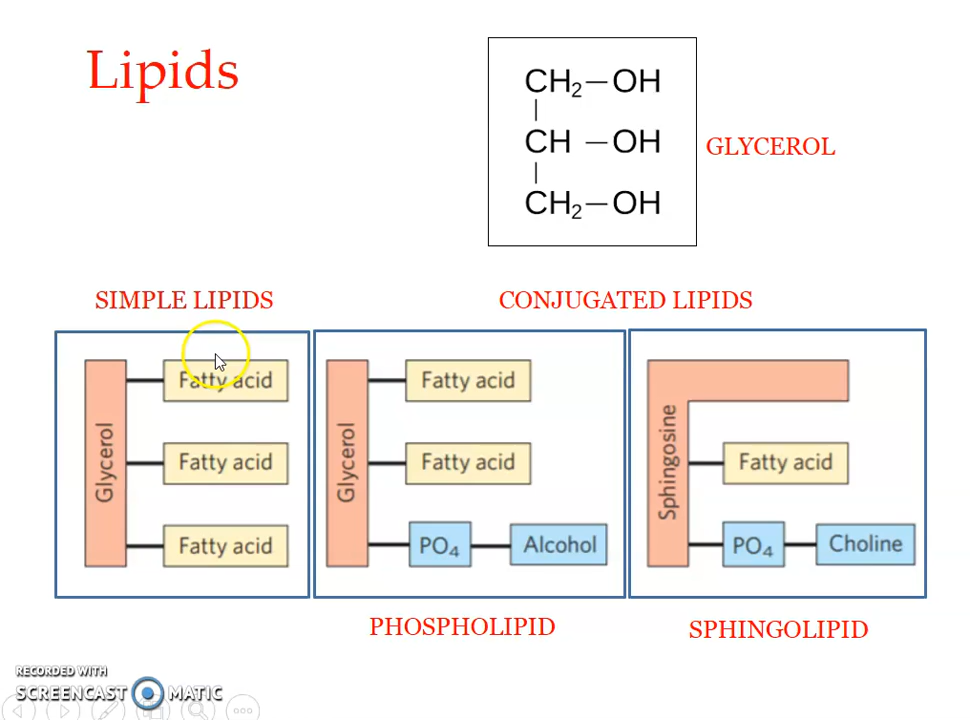 Lipids
CH₂—OH
CH —OH
CH₂—OH
GLYCEROL
SIMPLE LIPIDS
CONJUGATED LIPIDS
Glycerol
Fatty acid
Fatty acid
Fatty acid
Glycerol
Fatty acid
Fatty acid
PO₄
Alcohol
Sphingosine
Fatty acid
PO₄
Choline
PHOSPHOLIPID
SPHINGOLIPID
RECORDED WITH
SCREENCAST MATIC